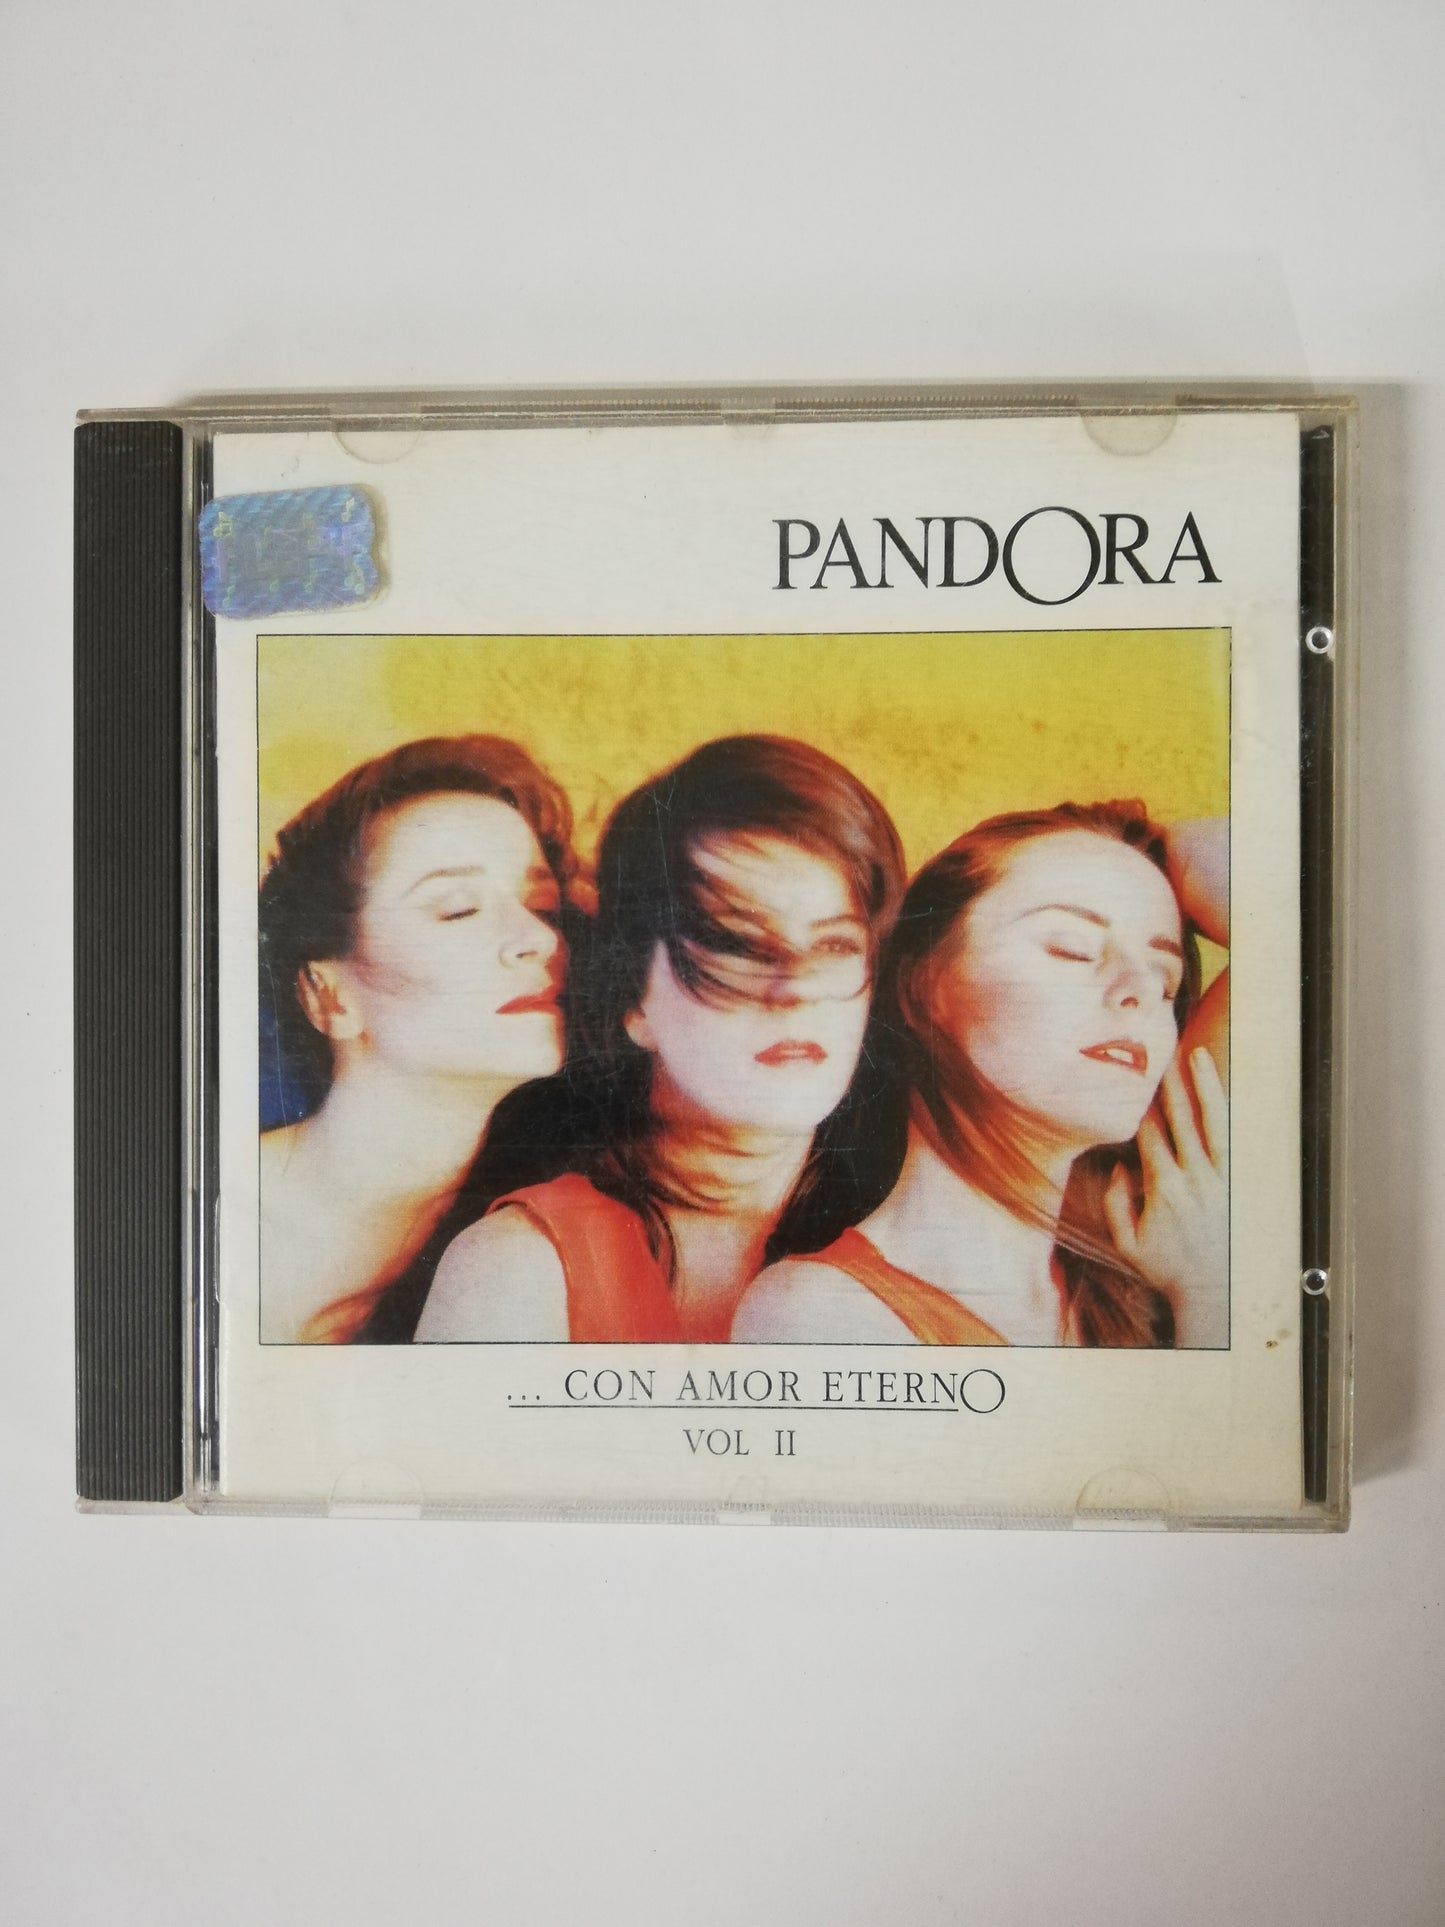 PANDORA
... CON AMOR ETERNO
VOL II